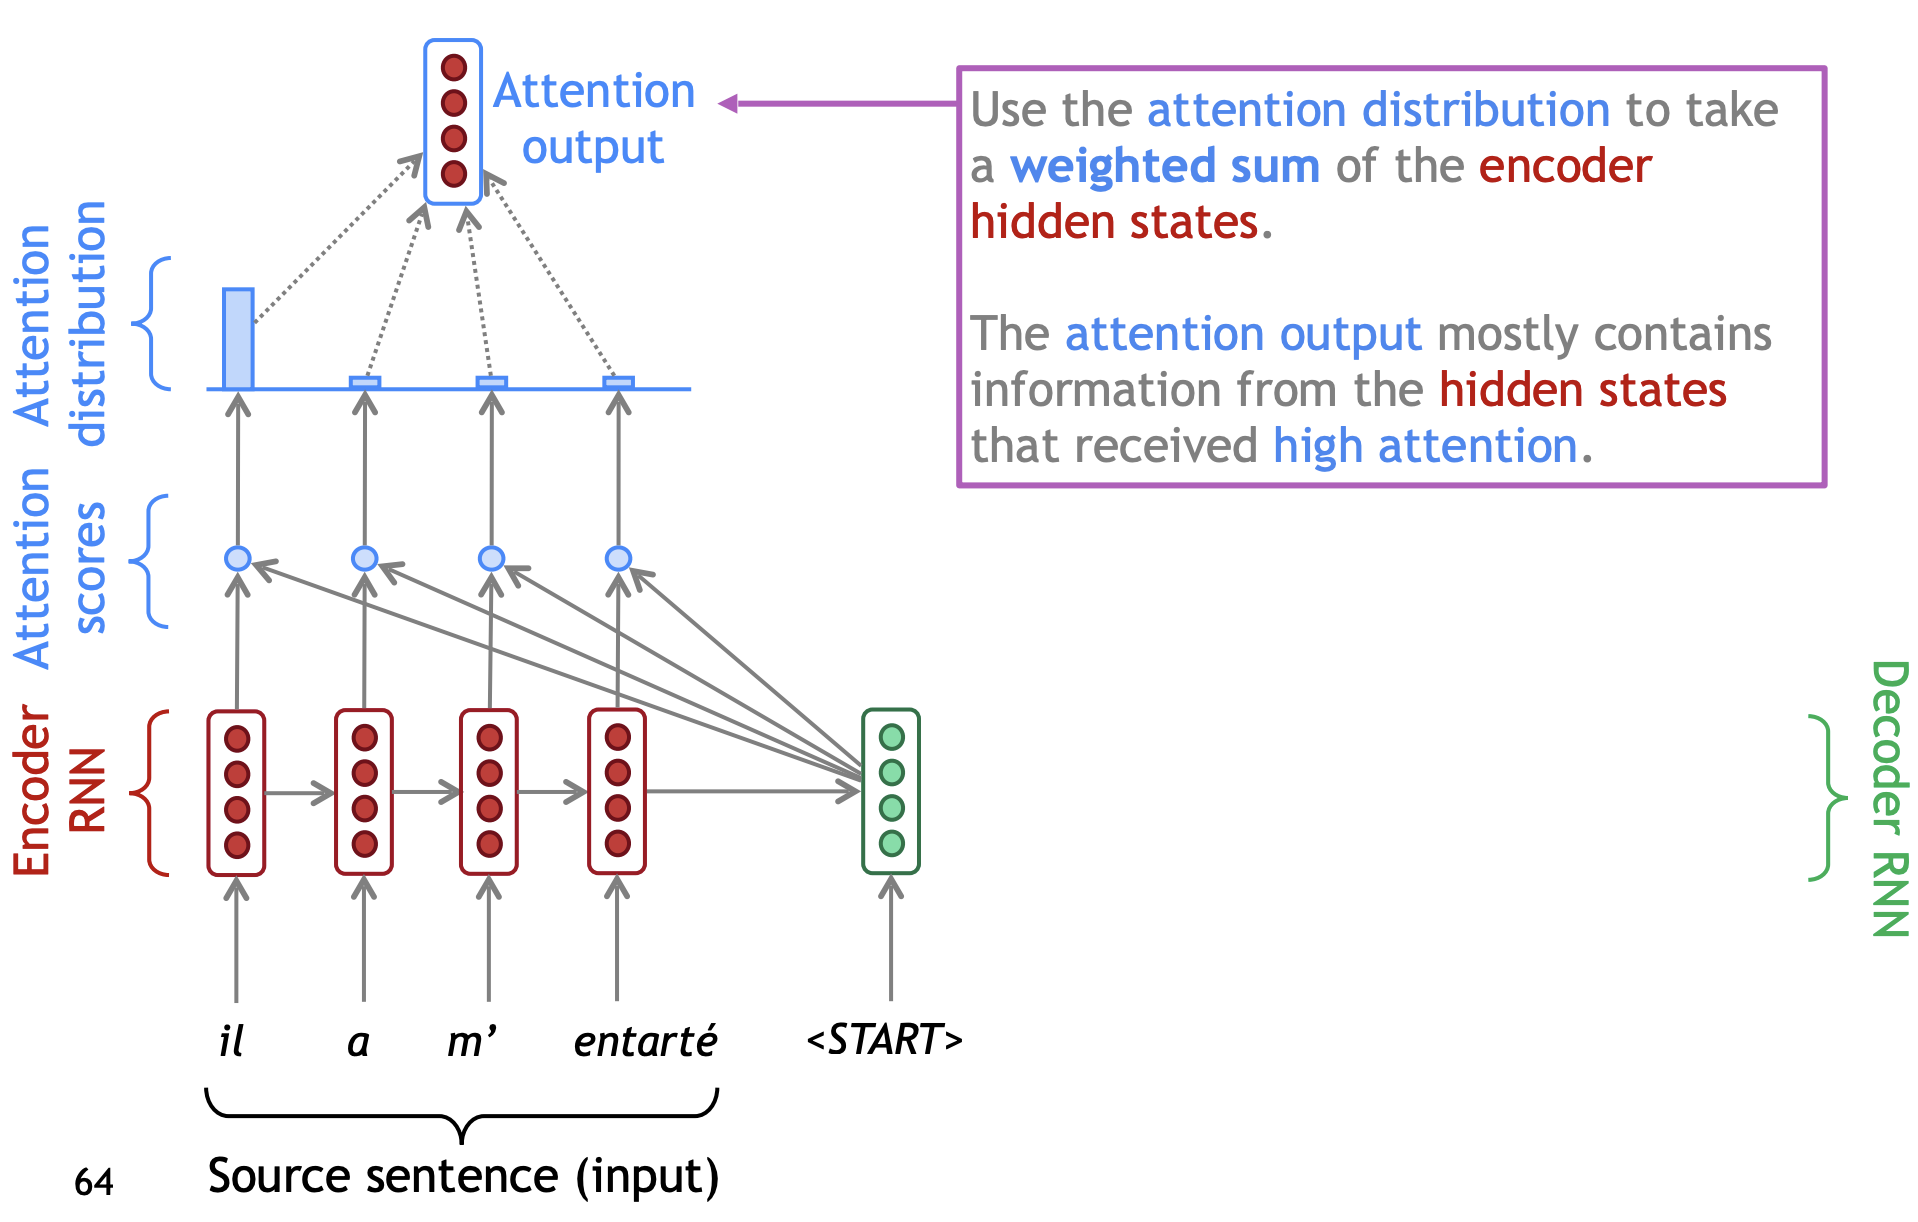 Attention
output
Use the attention distribution to take
a weighted sum of the encoder
hidden states.
The attention output mostly contains
information from the hidden states
that received high attention.
Attention
distribution
Attention
scores
Encoder
RNN
Decoder RNN
il a m’ entarté <START>
Source sentence (input)
64